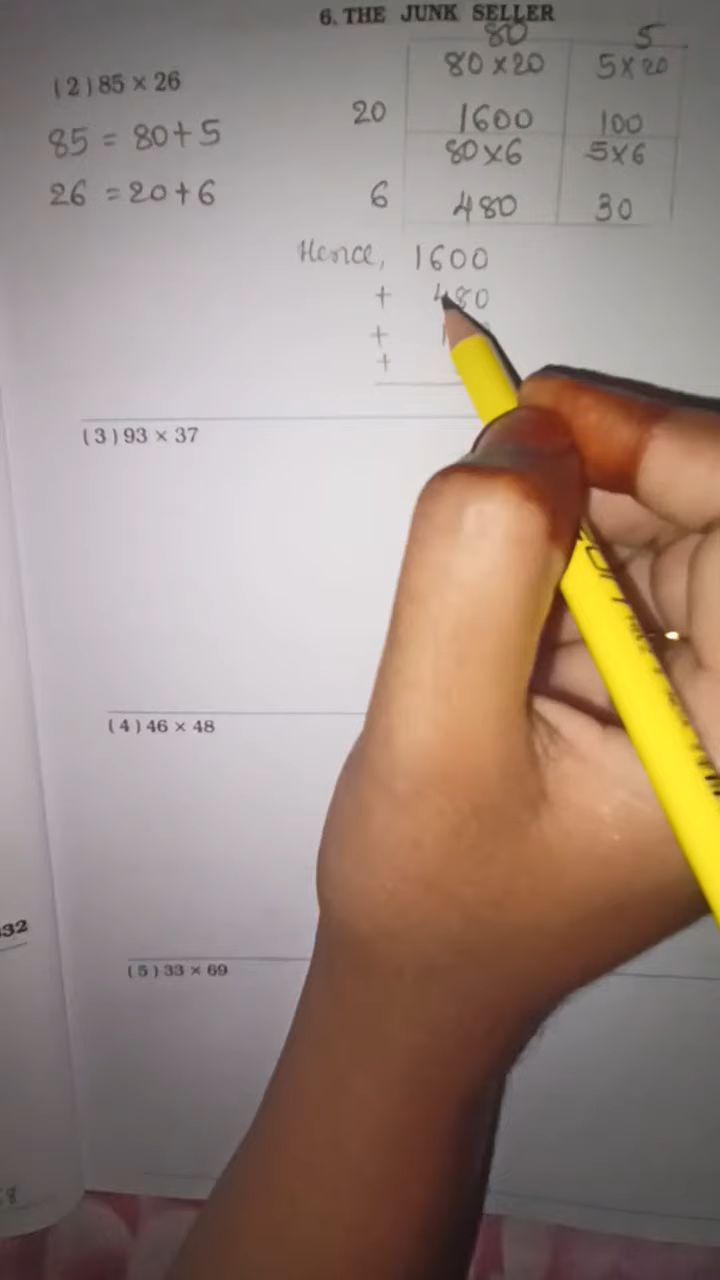 6. THE JUNK SELLER
80 5
(2) 85 × 26
80×20 5×20
85 = 80+5
20 1600 100
80×6 5×6
26 = 20+6
6 480 30
Hence, 1600
+ 480
+
+
(3) 93 × 37
(4) 46 × 48
(5) 33 × 69